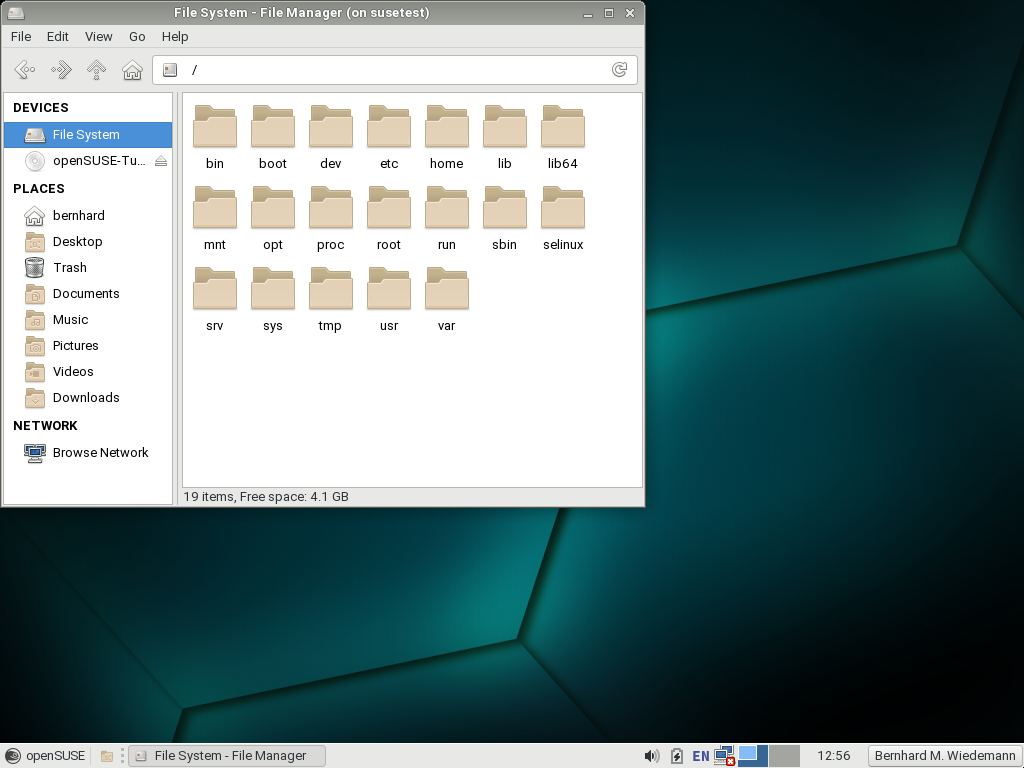 File System - File Manager (on susetest)
File Edit View Go Help
/
DEVICES
File System
openSUSE-Tu...
PLACES
bernhard
Desktop
Trash
Documents
Music
Pictures
Videos
Downloads
NETWORK
Browse Network
bin boot dev etc home lib lib64
mnt opt proc root run sbin selinux
srv sys tmp usr var
19 items, Free space: 4.1 GB
openSUSE File System - File Manager EN 12:56 Bernhard M. Wiedemann